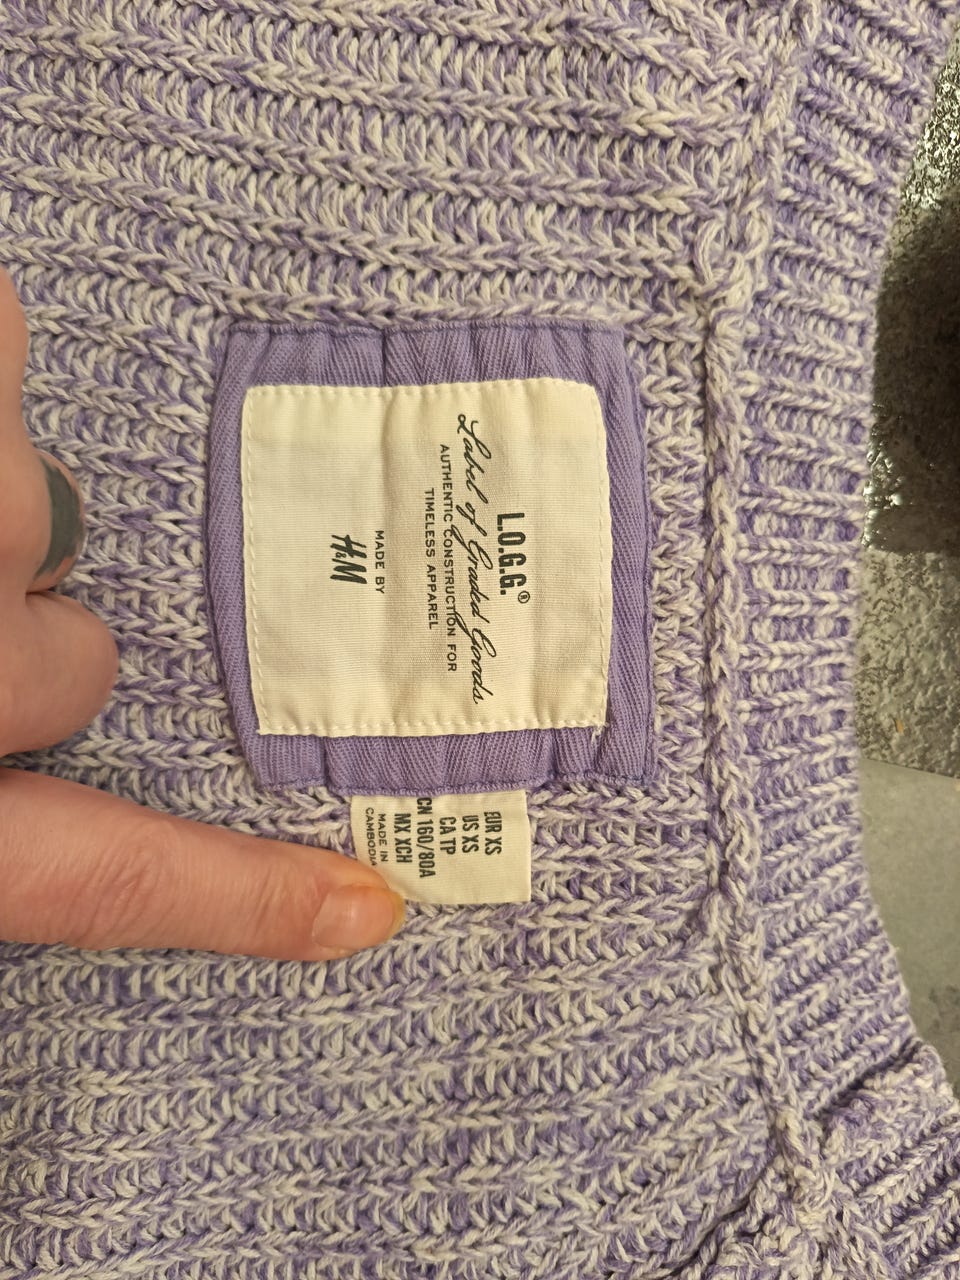 L.O.G.G.®
Label of Graded Goods
AUTHENTIC CONSTRUCTION FOR
TIMELESS APPAREL
MADE BY
H&M
EUR XS
US XS
CA TP
CN 160/80A
MX XCH
MADE IN
CAMBODIA